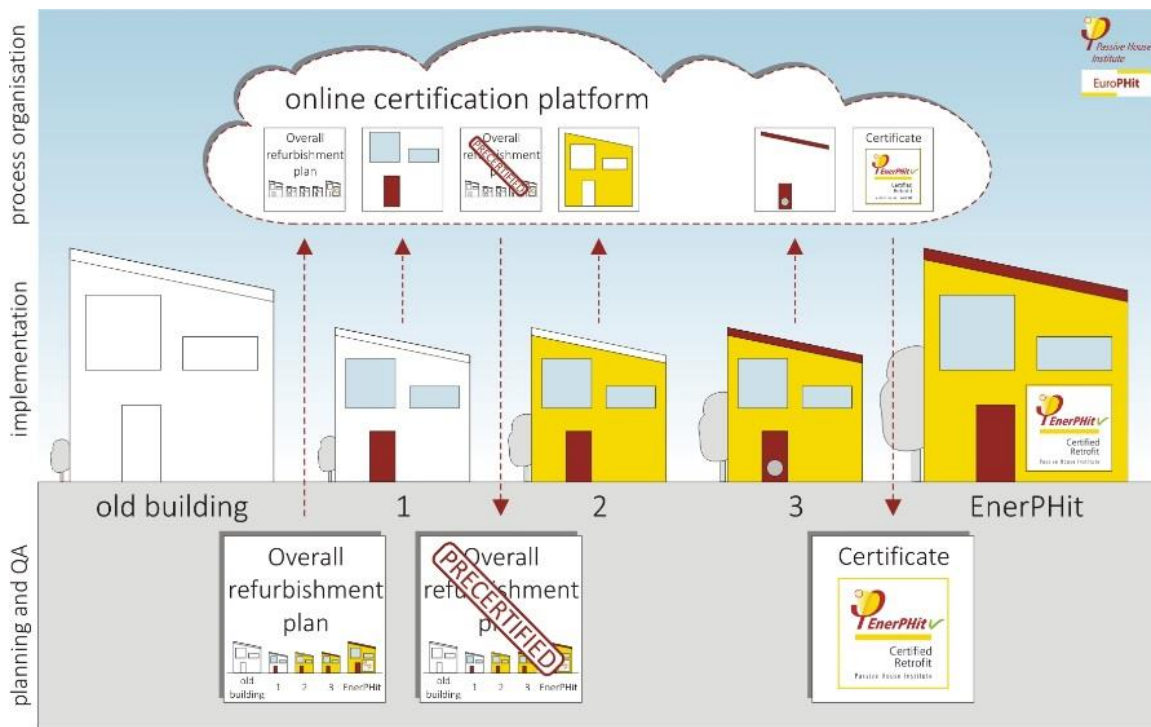 process organisation
implementation
planning and QA
Passive House
Institute
EuroPHit
online certification platform
Overall
refurbishment
plan
Overall
PRECERTIFIED
Certificate
EnerPHit
Certified
Retrofit
old building
1
2
3
EnerPHit
EnerPHit
Certified
Retrofit
Passive House Institute
Overall
refurbishment
plan
old
building
1
2
3
EnerPHit
Overall
refurbishment
PRECERTIFIED
old
building
1
2
3
EnerPHit
Certificate
EnerPHit
Certified
Retrofit
Passive House Institute